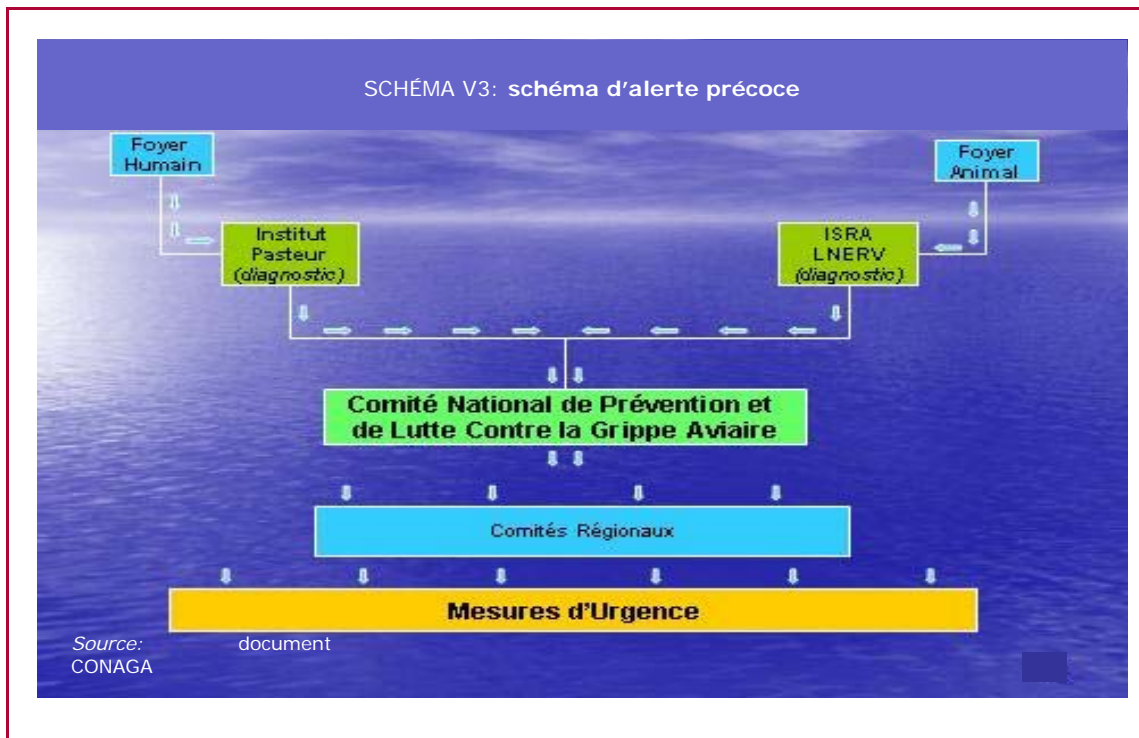 SCHÉMA V3: schéma d'alerte précoce
Foyer
Humain
Foyer
Animal
Institut
Pasteur
(diagnostic)
ISRA
LNERV
(diagnostic)
Comité National de Prévention et
de Lutte Contre la Grippe Aviaire
Comités Régionaux
Mesures d'Urgence
Source: document
CONAGA